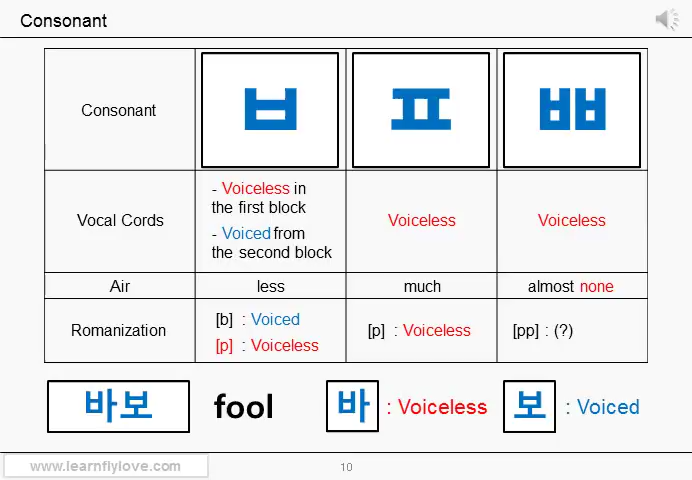 Consonant
Consonant ㅂ ㅍ ㅃ
Vocal Cords
- Voiceless in
the first block
- Voiced from
the second block
Voiceless
Voiceless
Air less much almost none
Romanization
[b] : Voiced
[p] : Voiceless
[p] : Voiceless
[pp] : (?)
바보 fool 바 : Voiceless 보 : Voiced
www.learnflylove.com
10